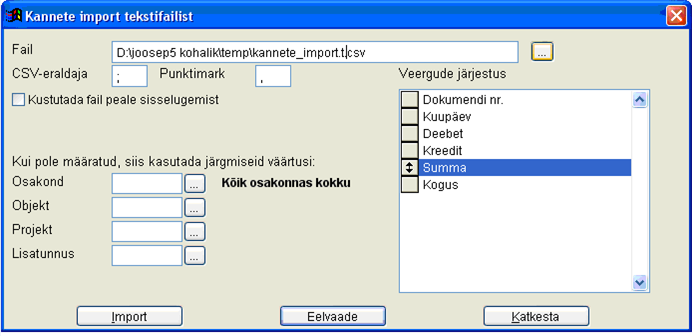 Kannete import tekstifailist
Fail D:\joosep5 kohalik\temp\kannete_import.t.csv ...
CSV-eraldaja ; Punktimark , Veergude järjestus
Kustutada fail peale sisselugemist
Dokumendi nr.
Kuupäev
Deebet
Kreedit
Summa
Kogus
Kui pole määratud, siis kasutada järgmiseid väärtusi:
Osakond ... Kõik osakonnas kokku
Objekt ...
Projekt ...
Lisatunnus ...
Import Eelvaade Katkesta